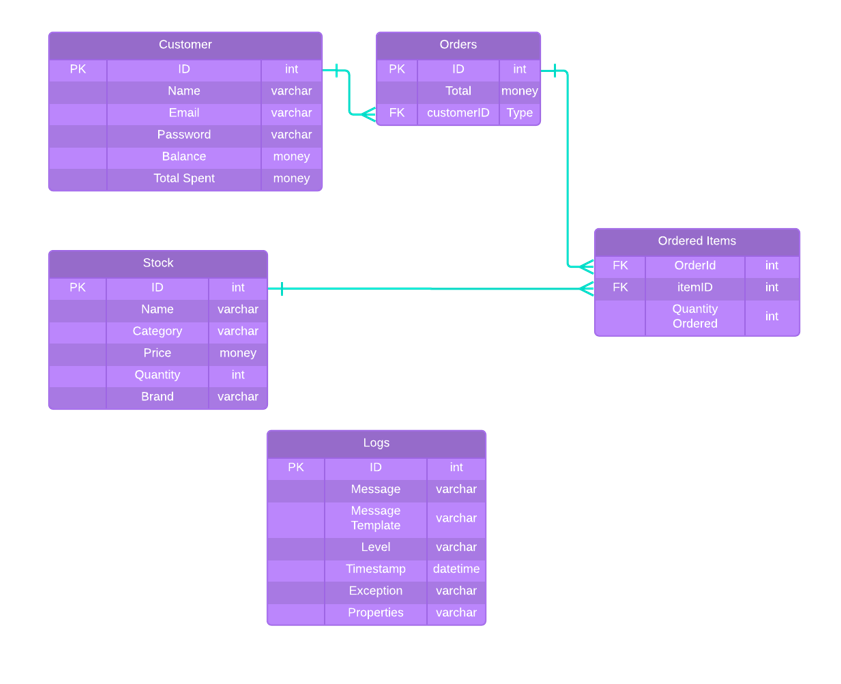 Customer
PK ID int
Name varchar
Email varchar
Password varchar
Balance money
Total Spent money
Orders
PK ID int
Total money
FK customerID Type
Ordered Items
FK OrderId int
FK itemID int
Quantity
Ordered int
Stock
PK ID int
Name varchar
Category varchar
Price money
Quantity int
Brand varchar
Logs
PK ID int
Message varchar
Message
Template varchar
Level varchar
Timestamp datetime
Exception varchar
Properties varchar